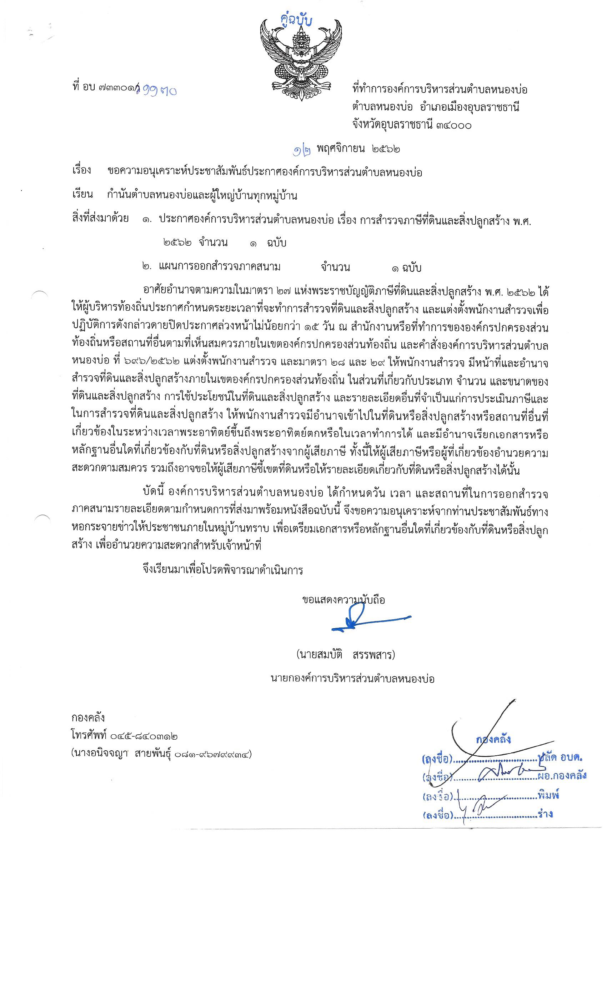 คู่ฉบับ
ที่ อบ ๗๓๓๐๑/๑๑๓๐
ที่ทำการองค์การบริหารส่วนตำบลหนองบ่อ
ตำบลหนองบ่อ อำเภอเมืองอุบลราชธานี
จังหวัดอุบลราชธานี ๓๔๐๐๐
๑๒ พฤศจิกายน ๒๕๖๒
เรื่อง ขอความอนุเคราะห์ประชาสัมพันธ์ประกาศองค์การบริหารส่วนตำบลหนองบ่อ
เรียน กำนันตำบลหนองบ่อและผู้ใหญ่บ้านทุกหมู่บ้าน
สิ่งที่ส่งมาด้วย ๑. ประกาศองค์การบริหารส่วนตำบลหนองบ่อ เรื่อง การสำรวจภาษีที่ดินและสิ่งปลูกสร้าง พ.ศ.
๒๕๖๒ จำนวน ๑ ฉบับ
๒. แผนการออกสำรวจภาคสนาม จำนวน ๑ ฉบับ
อาศัยอำนาจตามความในมาตรา ๒๗ แห่งพระราชบัญญัติภาษีที่ดินและสิ่งปลูกสร้าง พ.ศ. ๒๕๖๒ ได้
ให้ผู้บริหารท้องถิ่นประกาศกำหนดระยะเวลาที่จะทำการสำรวจที่ดินและสิ่งปลูกสร้าง และแต่งตั้งพนักงานสำรวจเพื่อ
ปฏิบัติการดังกล่าวดายปิดประกาศล่วงหน้าไม่น้อยกว่า ๑๕ วัน ณ สำนักงานหรือที่ทำการขององค์กรปกครองส่วน
ท้องถิ่นหรือสถานที่อื่นตามที่เห็นสมควรภายในเขตองค์กรปกครองส่วนท้องถิ่น และคำสั่งองค์การบริหารส่วนตำบล
หนองบ่อ ที่ ๖๙๖/๒๕๖๒ แต่งตั้งพนักงานสำรวจ และมาตรา ๒๘ และ ๒๙ ให้พนักงานสำรวจ มีหน้าที่และอำนาจ
สำรวจที่ดินและสิ่งปลูกสร้างภายในเขตองค์กรปกครองส่วนท้องถิ่น ในส่วนที่เกี่ยวกับประเภท จำนวน และขนาดของ
ที่ดินและสิ่งปลูกสร้าง การใช้ประโยชน์ในที่ดินและสิ่งปลูกสร้าง และรายละเอียดอื่นที่จำเป็นแก่การประเมินภาษีและ
ในการสำรวจที่ดินและสิ่งปลูกสร้าง ให้พนักงานสำรวจมีอำนาจเข้าไปในที่ดินหรือสิ่งปลูกสร้างหรือสถานที่อื่นที่
เกี่ยวข้องในระหว่างเวลาพระอาทิตย์ขึ้นถึงพระอาทิตย์ตกหรือในเวลาทำการได้ และมีอำนาจเรียกเอกสารหรือ
หลักฐานอื่นใดที่เกี่ยวข้องกับที่ดินหรือสิ่งปลูกสร้างจากผู้เสียภาษี ทั้งนี้ให้ผู้เสียภาษีหรือผู้ที่เกี่ยวข้องอำนวยความ
สะดวกตามสมควร รวมถึงอาจขอให้ผู้เสียภาษีชี้เขตที่ดินหรือให้รายละเอียดเกี่ยวกับที่ดินหรือสิ่งปลูกสร้างได้นั้น
บัดนี้ องค์การบริหารส่วนตำบลหนองบ่อ ได้กำหนดวัน เวลา และสถานที่ในการออกสำรวจ
ภาคสนามรายละเอียดตามกำหนดการที่ส่งมาพร้อมหนังสือฉบับนี้ จึงขอความอนุเคราะห์จากท่านประชาสัมพันธ์ทาง
หอกระจายข่าวให้ประชาชนภายในหมู่บ้านทราบ เพื่อเตรียมเอกสารหรือหลักฐานอื่นใดที่เกี่ยวข้องกับที่ดินหรือสิ่งปลูก
สร้าง เพื่ออำนวยความสะดวกสำหรับเจ้าหน้าที่
จึงเรียนมาเพื่อโปรดพิจารณาดำเนินการ
ขอแสดงความนับถือ
(นายสมบัติ สรรพสาร)
นายกองค์การบริหารส่วนตำบลหนองบ่อ
กองคลัง
โทรศัพท์ ๐๔๕-๘๔๐๓๑๒
(นางอนิจจญา สายพันธุ์ ๐๘๑-๙๖๗๙๙๓๔)
กองคลัง
(ลงชื่อ)..............................ปลัด อบต.
(ลงชื่อ)..............................ผอ.กองคลัง
(ลงชื่อ)..............................พิมพ์
(ลงชื่อ)..............................ร่าง